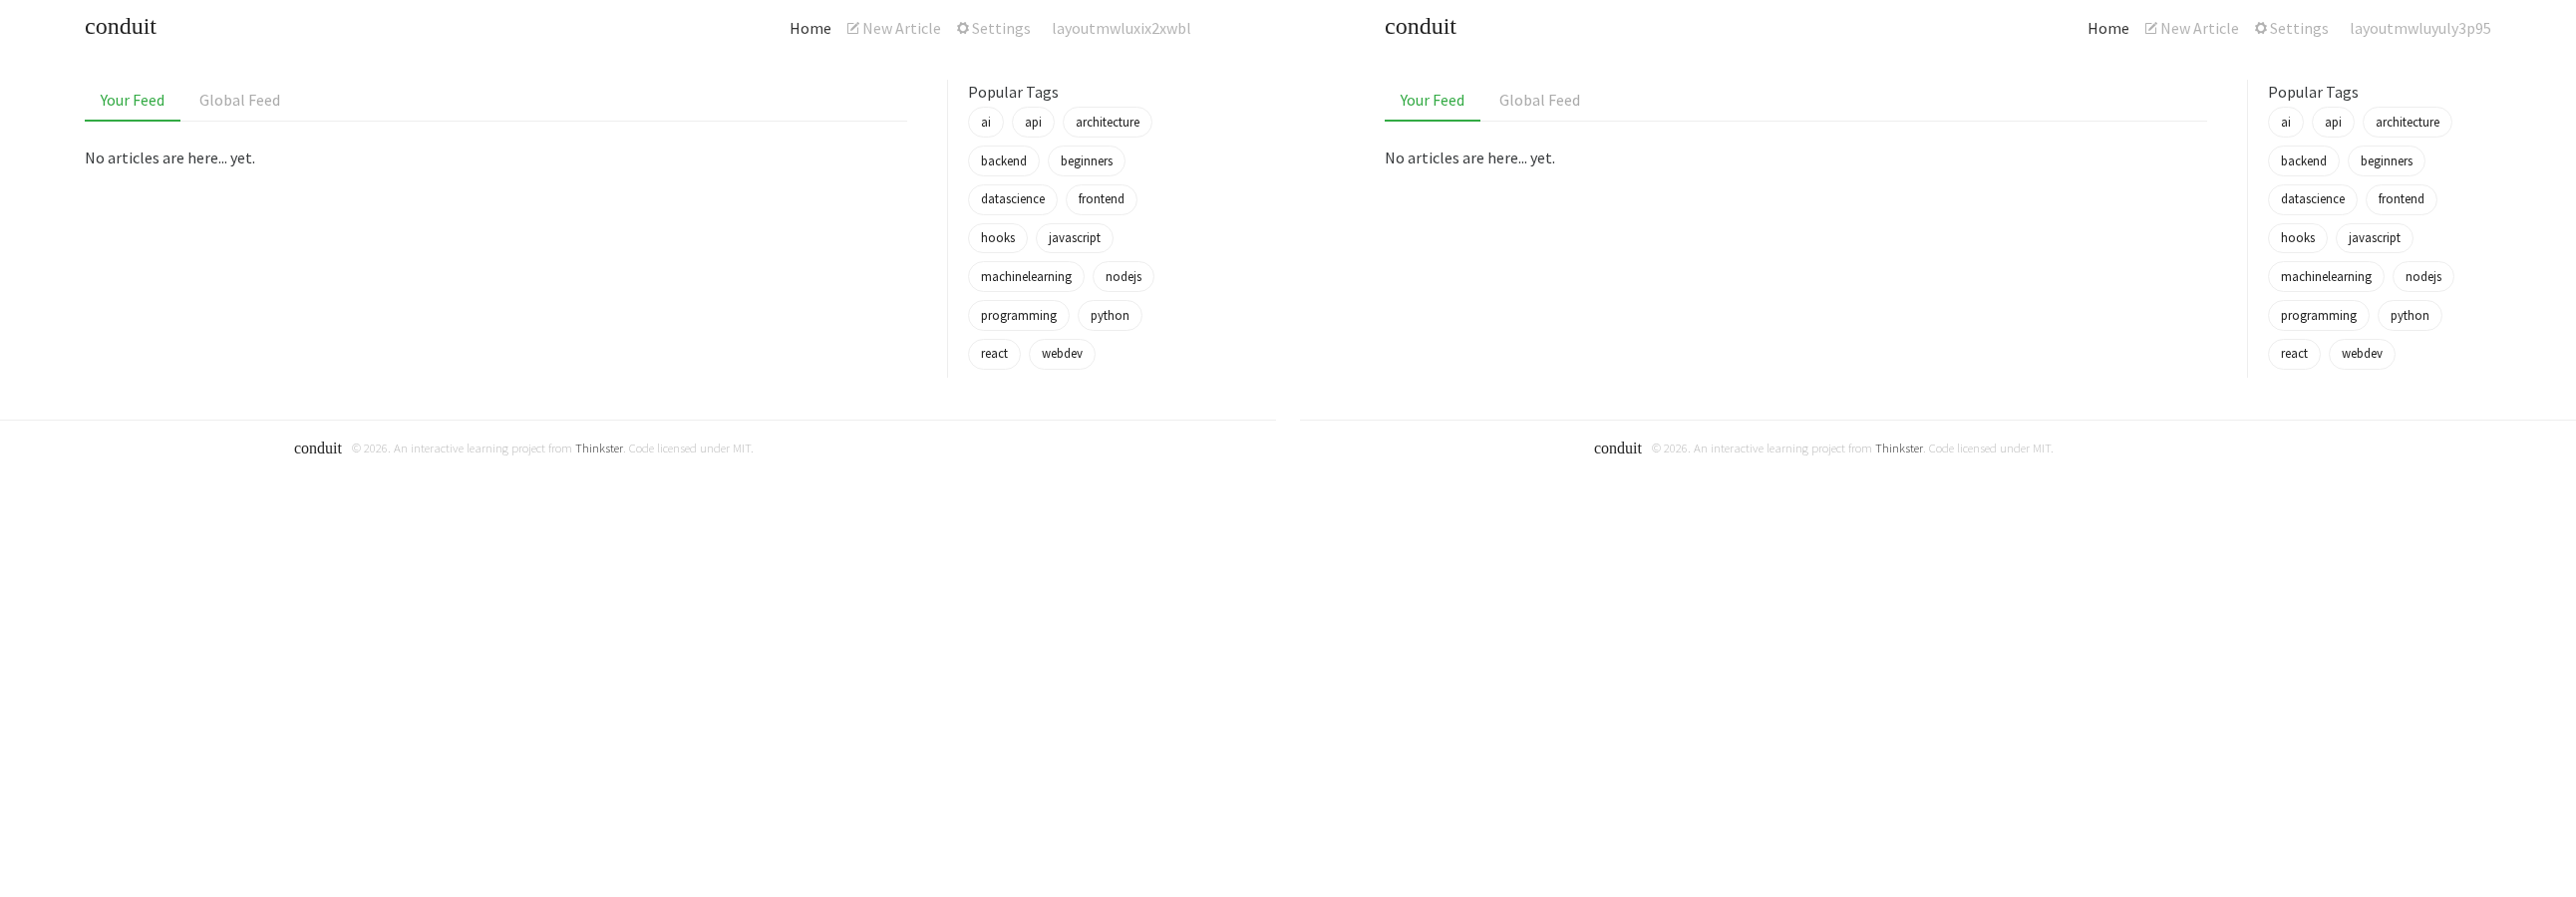 conduit Home New Article Settings layoutmwluxix2xwbl
Your Feed Global Feed
No articles are here... yet.
Popular Tags
ai api architecture
backend beginners
datascience frontend
hooks javascript
machinelearning nodejs
programming python
react webdev
conduit © 2026. An interactive learning project from Thinkster. Code licensed under MIT.
conduit Home New Article Settings layoutmwluyuly3p95
Your Feed Global Feed
No articles are here... yet.
Popular Tags
ai api architecture
backend beginners
datascience frontend
hooks javascript
machinelearning nodejs
programming python
react webdev
conduit © 2026. An interactive learning project from Thinkster. Code licensed under MIT.